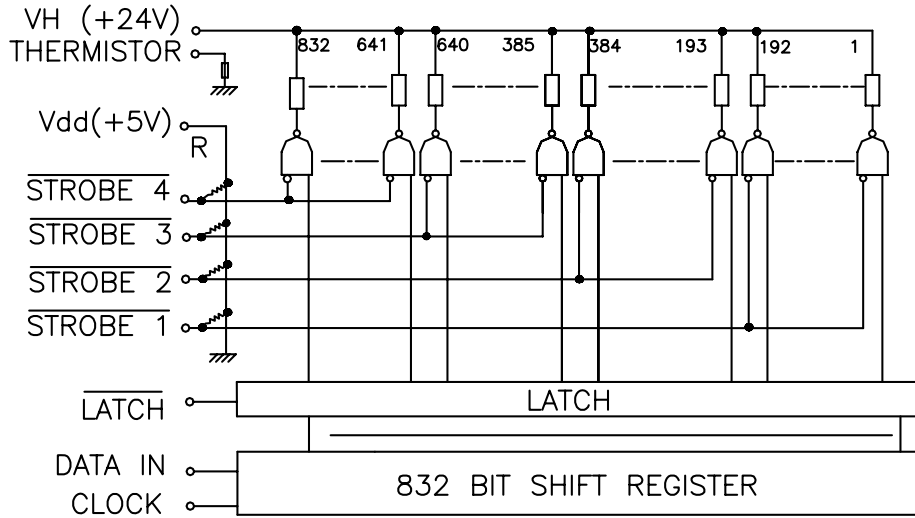 VH (+24V)
832 641 640 385 384 193 192 1
THERMISTOR
Vdd(+5V)
R
STROBE 4
STROBE 3
STROBE 2
STROBE 1
LATCH
LATCH
DATA IN
832 BIT SHIFT REGISTER
CLOCK